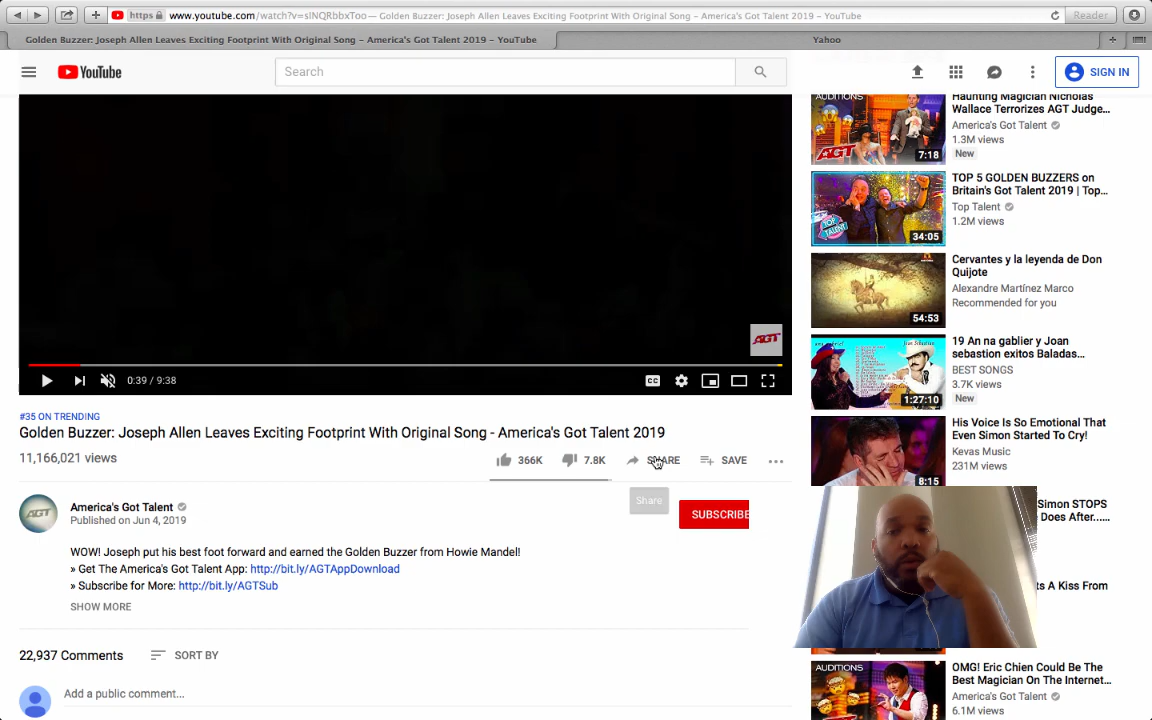 https www.youtube.com/watch?v=slNQRbbxToo — Golden Buzzer: Joseph Allen Leaves Exciting Footprint With Original Song – America's Got Talent 2019 – YouTube
Reader
Golden Buzzer: Joseph Allen Leaves Exciting Footprint With Original Song – America's Got Talent 2019 – YouTube
Yahoo
YouTube
Search
SIGN IN
AGT
0:39 / 9:38
CC
#35 ON TRENDING
Golden Buzzer: Joseph Allen Leaves Exciting Footprint With Original Song - America's Got Talent 2019
11,166,021 views
366K
7.8K
SHARE
SAVE
Share
America's Got Talent
Published on Jun 4, 2019
SUBSCRIBE
WOW! Joseph put his best foot forward and earned the Golden Buzzer from Howie Mandel!
» Get The America's Got Talent App: http://bit.ly/AGTAppDownload
» Subscribe for More: http://bit.ly/AGTSub
SHOW MORE
22,937 Comments
SORT BY
Add a public comment...
AUDITIONS
AGT
7:18
Haunting Magician Nicholas
Wallace Terrorizes AGT Judge...
America's Got Talent
1.3M views
New
TOP TALENT
34:05
TOP 5 GOLDEN BUZZERS on
Britain's Got Talent 2019 | Top...
Top Talent
1.2M views
54:53
Cervantes y la leyenda de Don
Quijote
Alexandre Martínez Marco
Recommended for you
1:27:10
19 An na gablier y Joan
sebastion exitos Baladas...
BEST SONGS
3.7K views
New
8:15
His Voice Is So Emotional That
Even Simon Started To Cry!
Kevas Music
231M views
Simon STOPS
Does After......
A Kiss From
AUDITIONS
OMG! Eric Chien Could Be The
Best Magician On The Internet...
America's Got Talent
6.1M views